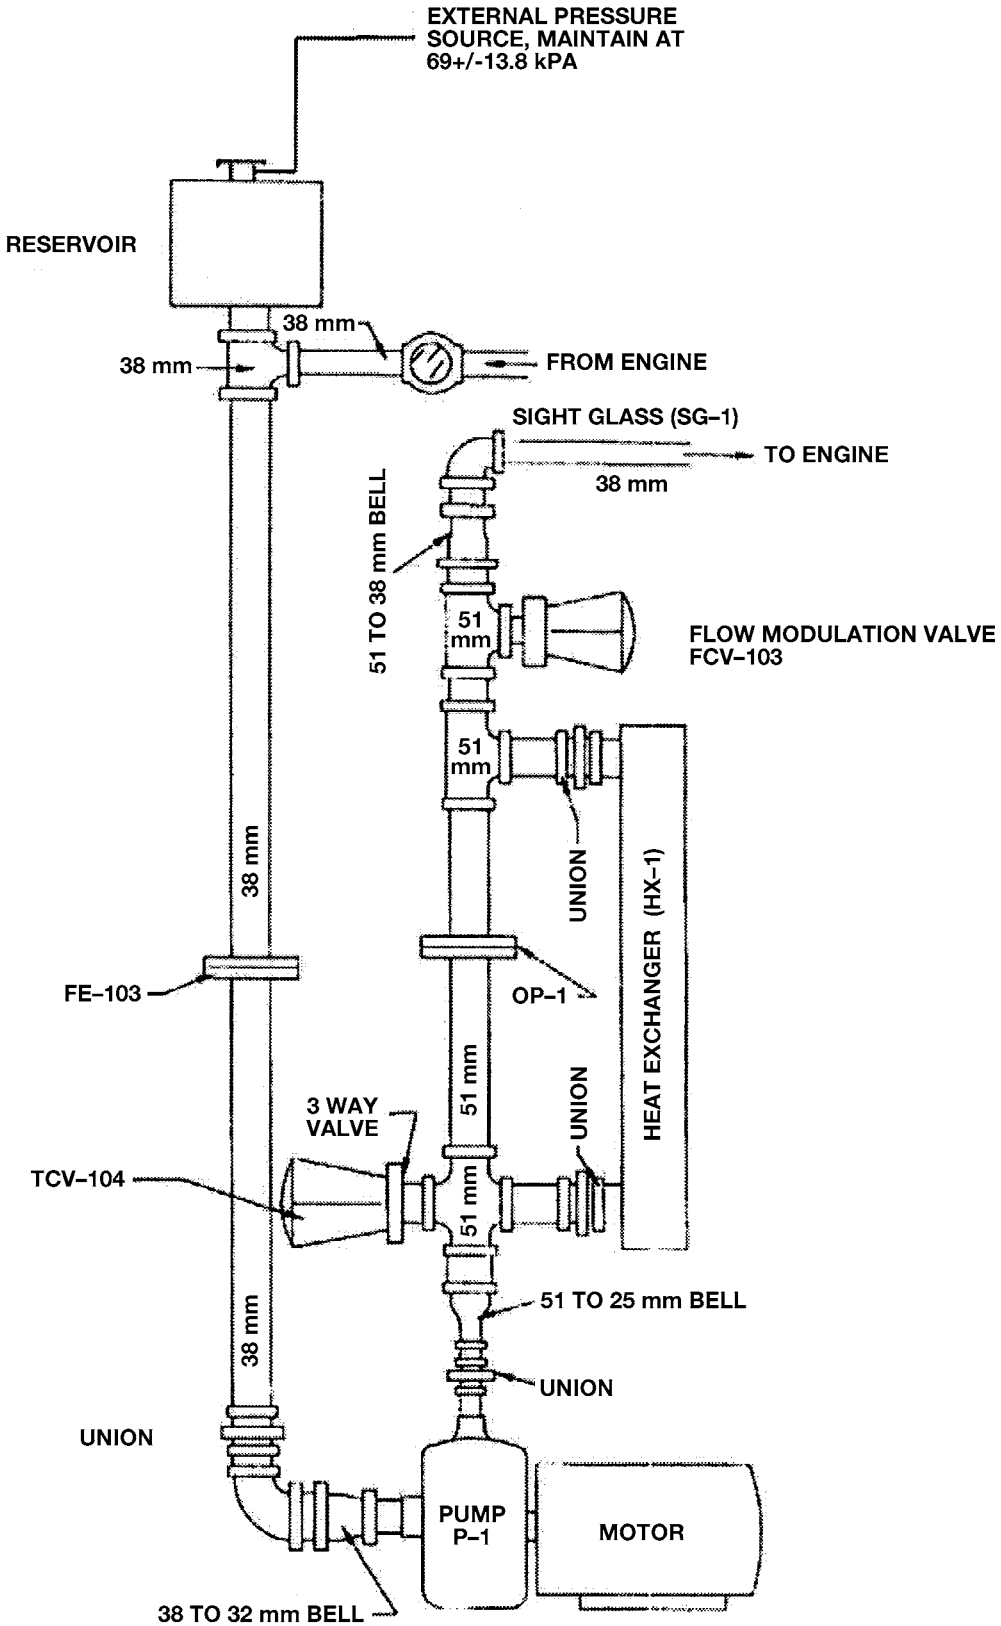 EXTERNAL PRESSURE
SOURCE, MAINTAIN AT
69+/-13.8 kPA
RESERVOIR
38 mm
38 mm
FROM ENGINE
SIGHT GLASS (SG-1)
TO ENGINE
38 mm
51 TO 38 mm BELL
51
mm
FLOW MODULATION VALVE
FCV-103
51
mm
UNION
38 mm
HEAT EXCHANGER (HX-1)
FE-103
OP-1
51 mm
UNION
3 WAY
VALVE
TCV-104
51 mm
38 mm
51 TO 25 mm BELL
UNION
UNION
PUMP
P-1
MOTOR
38 TO 32 mm BELL